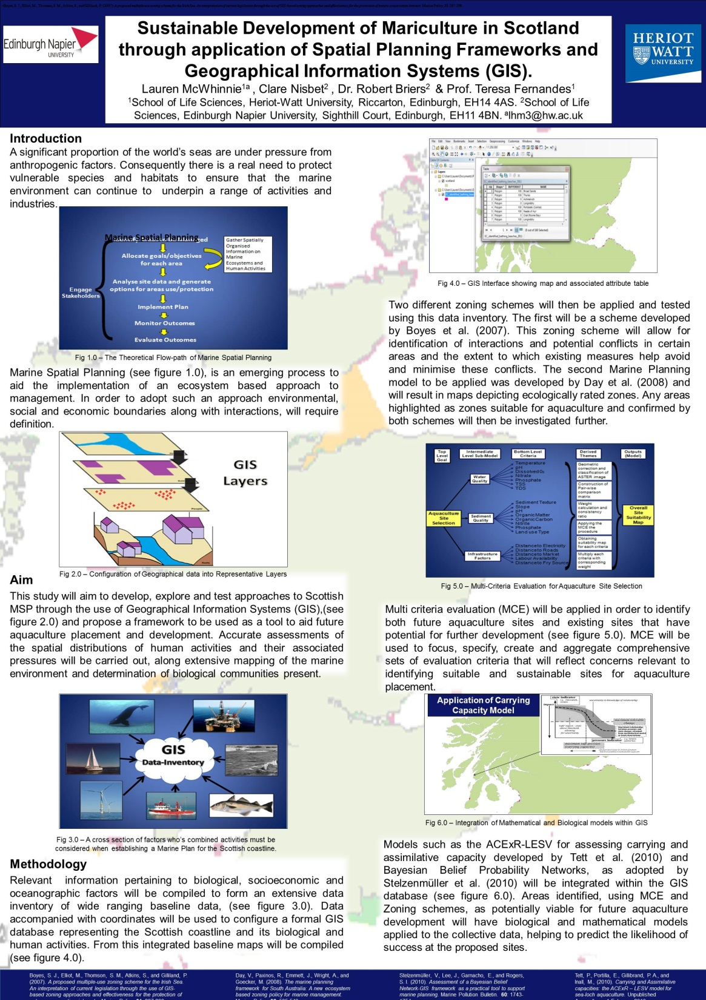 Edinburgh Napier
UNIVERSITY
Sustainable Development of Mariculture in Scotland
through application of Spatial Planning Frameworks and
Geographical Information Systems (GIS).
Lauren McWhinnie1a , Clare Nisbet2 , Dr. Robert Briers2 & Prof. Teresa Fernandes1
1School of Life Sciences, Heriot-Watt University, Riccarton, Edinburgh, EH14 4AS. 2School of Life
Sciences, Edinburgh Napier University, Sighthill Court, Edinburgh, EH11 4BN. alhm3@hw.ac.uk
HERIOT
WATT
UNIVERSITY
Introduction
A significant proportion of the world's seas are under pressure from
anthropogenic factors. Consequently there is a real need to protect
vulnerable species and habitats to ensure that the marine
environment can continue to underpin a range of activities and
industries.
Marine Spatial Planning
Allocate goals/objectives
for each area
Analyse site data and generate
options for areas use/protection
Implement Plan
Monitor Outcomes
Evaluate Outcomes
Engage
Stakeholders
Gather Spatially
Organised
Information on
Marine
Ecosystems and
Human Activities
Fig 1.0 – The Theoretical Flow-path of Marine Spatial Planning
Marine Spatial Planning (see figure 1.0), is an emerging process to
aid the implementation of an ecosystem based approach to
management. In order to adopt such an approach environmental,
social and economic boundaries along with interactions, will require
definition.
GIS
Layers
Fig 2.0 – Configuration of Geographical data into Representative Layers
Aim
This study will aim to develop, explore and test approaches to Scottish
MSP through the use of Geographical Information Systems (GIS),(see
figure 2.0) and propose a framework to be used as a tool to aid future
aquaculture placement and development. Accurate assessments of
the spatial distributions of human activities and their associated
pressures will be carried out, along extensive mapping of the marine
environment and determination of biological communities present.
GIS
Data-Inventory
Fig 3.0 – A cross section of factors who's combined activities must be
considered when establishing a Marine Plan for the Scottish coastline.
Methodology
Relevant information pertaining to biological, socioeconomic and
oceanographic factors will be compiled to form an extensive data
inventory of wide ranging baseline data, (see figure 3.0). Data
accompanied with coordinates will be used to configure a formal GIS
database representing the Scottish coastline and its biological and
human activities. From this integrated baseline maps will be compiled
(see figure 4.0).
File Edit View Bookmarks Insert Selection Geoprocessing Customize Windows Help
Table Of Contents
Layers
scotland
Table
Fig 4.0 – GIS Interface showing map and associated attribute table
Two different zoning schemes will then be applied and tested
using this data inventory. The first will be a scheme developed
by Boyes et al. (2007). This zoning scheme will allow for
identification of interactions and potential conflicts in certain
areas and the extent to which existing measures help avoid
and minimise these conflicts. The second Marine Planning
model to be applied was developed by Day et al. (2008) and
will result in maps depicting ecologically rated zones. Any areas
highlighted as zones suitable for aquaculture and confirmed by
both schemes will then be investigated further.
Top
Level
Goal
Intermediate
Level Sub-Model
Bottom Level
Criteria
Derived
Themes
Outputs
(Model)
Aquaculture
Site
Selection
Water
Quality
Temperature
pH
Dissolved O2
Nitrate
Phosphate
TSS
TDS
Sediment
Quality
Sediment Texture
Slope
pH
Organic Matter
Organic Carbon
Nitrite
Phosphate
Land use Type
Infrastructure
Factors
Distance to Electricity
Distance to Roads
Distance to Market
Labour Availability
Distance to Fry Source
Geometric
correction and
classification of
ASTER image
Construction of
Pair-wise
comparison
matrix
Weight
calculation and
consistency
ratio
Applying the
MCE the
procedure
Obtaining
suitability map
for each criteria
Multiply each
criteria with
corresponding
weight
Overall
Site
Suitability
Map
Fig 5.0 – Multi-Criteria Evaluation for Aquaculture Site Selection
Multi criteria evaluation (MCE) will be applied in order to identify
both future aquaculture sites and existing sites that have
potential for further development (see figure 5.0). MCE will be
used to focus, specify, create and aggregate comprehensive
sets of evaluation criteria that will reflect concerns relevant to
identifying suitable and sustainable sites for aquaculture
placement.
Application of Carrying
Capacity Model
state indicator
pressure indicator
Fig 6.0 – Integration of Mathematical and Biological models within GIS
Models such as the ACExR-LESV for assessing carrying and
assimilative capacity developed by Tett et al. (2010) and
Bayesian Belief Probability Networks, as adopted by
Stelzenmüller et al. (2010) will be integrated within the GIS
database (see figure 6.0). Areas identified, using MCE and
Zoning schemes, as potentially viable for future aquaculture
development will have biological and mathematical models
applied to the collective data, helping to predict the likelihood of
success at the proposed sites.
Boyes, S. J., Elliot, M., Thomson, S. M., Atkins, S., and Gilliland, P.
(2007). A proposed multiple-use zoning scheme for the Irish Sea.
An interpretation of current legislation through the use of GIS-
based zoning approaches and effectiveness for the protection of
Day, V., Paxinos, R., Emmett, J., Wright, A., and
Goecker, M. (2008). The marine planning
framework for South Australia: A new ecosystem
based zoning policy for marine management.
Stelzenmüller, V., Lee, J., Garnacho, E., and Rogers,
S. I. (2010). Assessment of a Bayesian Belief
Network-GIS framework as a practical tool to support
marine planning. Marine Pollution Bulletin. 60: 1743-
Tett, P., Portilla, E., Gillibrand, P. A., and
Inall, M., (2010). Carrying and Assimilative
capacities: the ACExR – LESV model for
sea-loch aquaculture. Unpublished